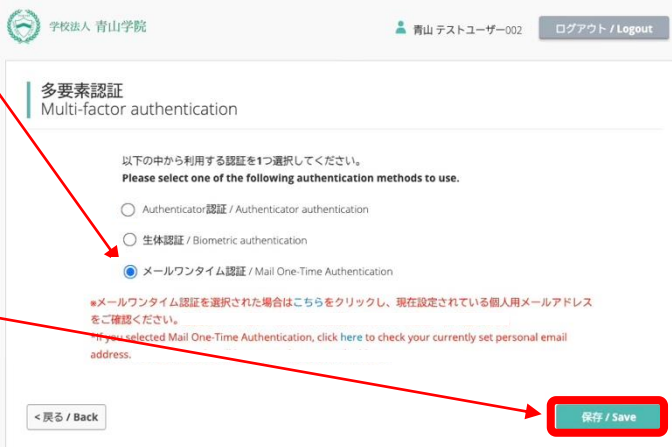 学校法人 青山学院
青山 テストユーザー002
ログアウト / Logout
多要素認証
Multi-factor authentication
以下の中から利用する認証を1つ選択してください。
Please select one of the following authentication methods to use.
Authenticator認証 / Authenticator authentication
生体認証 / Biometric authentication
メールワンタイム認証 / Mail One-Time Authentication
※メールワンタイム認証を選択された場合はこちらをクリックし、現在設定されている個人用メールアドレス
をご確認ください。
*If you selected Mail One-Time Authentication, click here to check your currently set personal email
address.
< 戻る / Back
保存 / Save